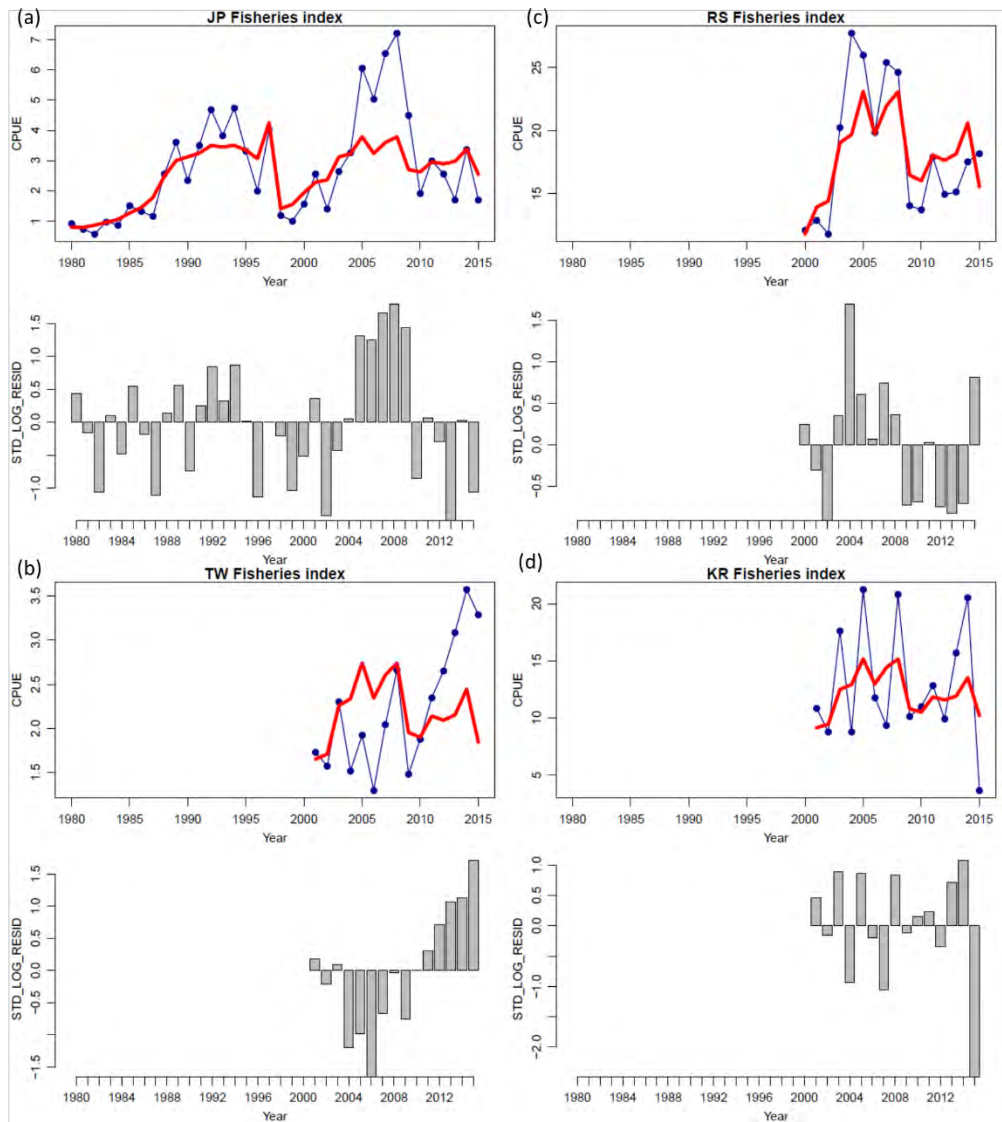 (a)
JP Fisheries index
CPUE
7
6
5
4
3
2
1
1980 1985 1990 1995 2000 2005 2010 2015
Year
STD_LOG_RESID
1.5
1.0
0.5
0.0
−1.0
1980 1984 1988 1992 1996 2000 2004 2008 2012
Year
(b)
TW Fisheries index
CPUE
3.5
3.0
2.5
2.0
1.5
1980 1985 1990 1995 2000 2005 2010 2015
Year
STD_LOG_RESID
1.5
1.0
0.5
0.0
−0.5
−1.5
1980 1984 1988 1992 1996 2000 2004 2008 2012
Year
(c)
RS Fisheries index
CPUE
25
20
15
1980 1985 1990 1995 2000 2005 2010 2015
Year
STD_LOG_RESID
1.5
1.0
0.5
0.0
−0.5
1980 1984 1988 1992 1996 2000 2004 2008 2012
Year
(d)
KR Fisheries index
CPUE
20
15
10
5
1980 1985 1990 1995 2000 2005 2010 2015
Year
STD_LOG_RESID
1.0
0.5
0.0
−1.0
−2.0
1980 1984 1988 1992 1996 2000 2004 2008 2012
Year